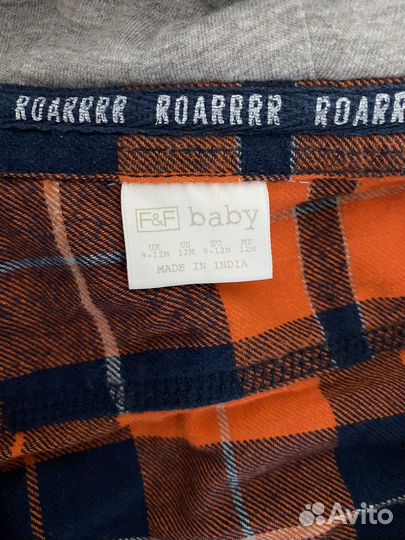 ROARRRR ROARRRR ROARRRR
F&F baby
UK US EU MX
9-12M 12M 9-12M 12M
MADE IN INDIA
Avito